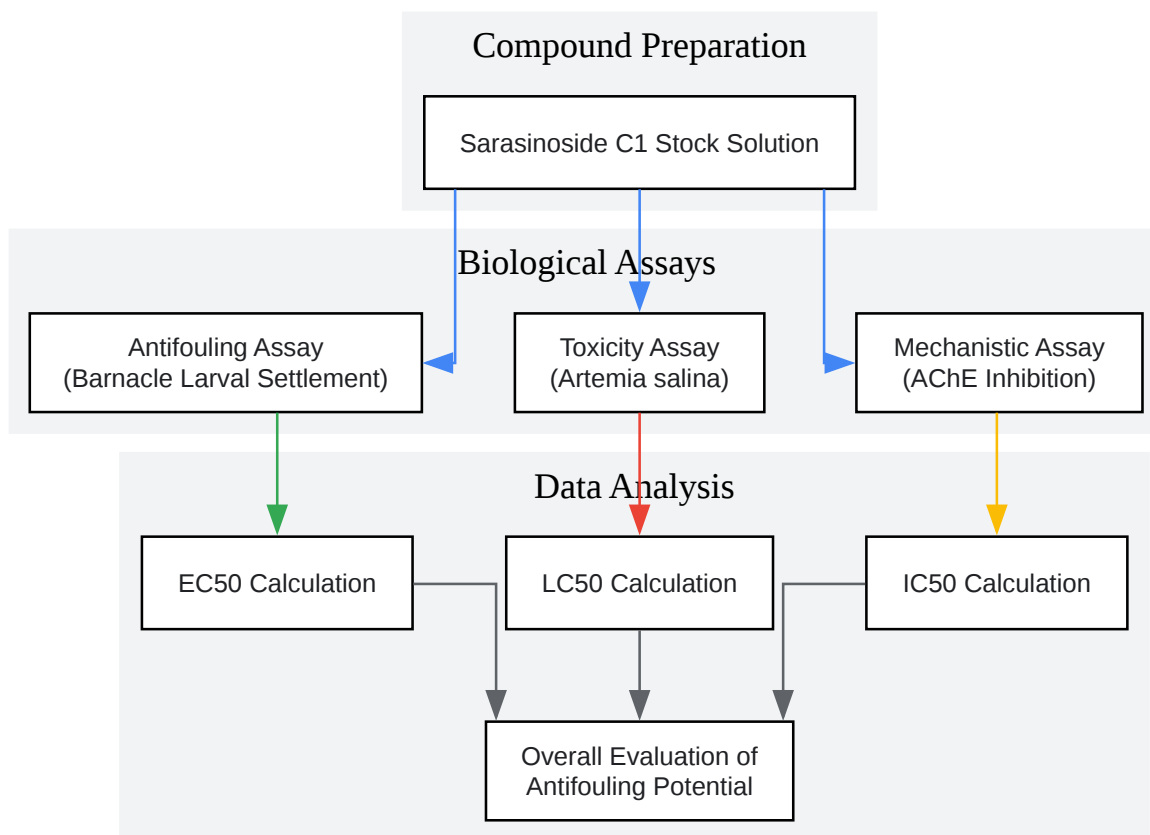 Compound Preparation
Sarasinoside C1 Stock Solution
Biological Assays
Antifouling Assay
(Barnacle Larval Settlement)
Toxicity Assay
(Artemia salina)
Mechanistic Assay
(AChE Inhibition)
Data Analysis
EC50 Calculation
LC50 Calculation
IC50 Calculation
Overall Evaluation of
Antifouling Potential